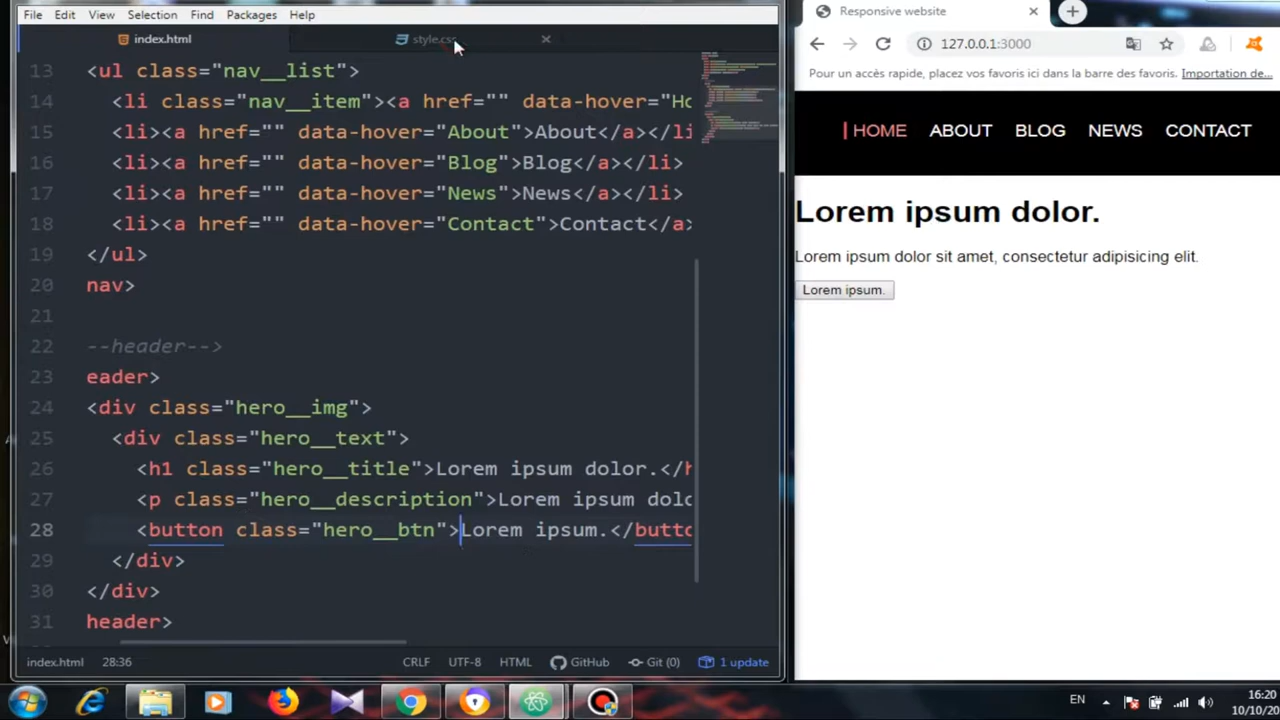 File Edit View Selection Find Packages Help
index.html style.css
13 <ul class="nav__list">
<li class="nav__item"><a href="" data-hover="Ho
15 <li><a href="" data-hover="About">About</a></li
16 <li><a href="" data-hover="Blog">Blog</a></li>
17 <li><a href="" data-hover="News">News</a></li>
18 <li><a href="" data-hover="Contact">Contact</a>
19 </ul>
20 nav>
21
22 --header-->
23 eader>
24 <div class="hero__img">
25 <div class="hero__text">
26 <h1 class="hero__title">Lorem ipsum dolor.</h
27 <p class="hero__description">Lorem ipsum dolo
28 <button class="hero__btn">Lorem ipsum.</butto
29 </div>
30 </div>
31 header>
index.html 28:36 CRLF UTF-8 HTML GitHub Git (0) 1 update
Responsive website
127.0.0.1:3000
Pour un accès rapide, placez vos favoris ici dans la barre des favoris. Importation de...
HOME ABOUT BLOG NEWS CONTACT
Lorem ipsum dolor.
Lorem ipsum dolor sit amet, consectetur adipisicing elit.
Lorem ipsum.
EN
16:20
10/10/20